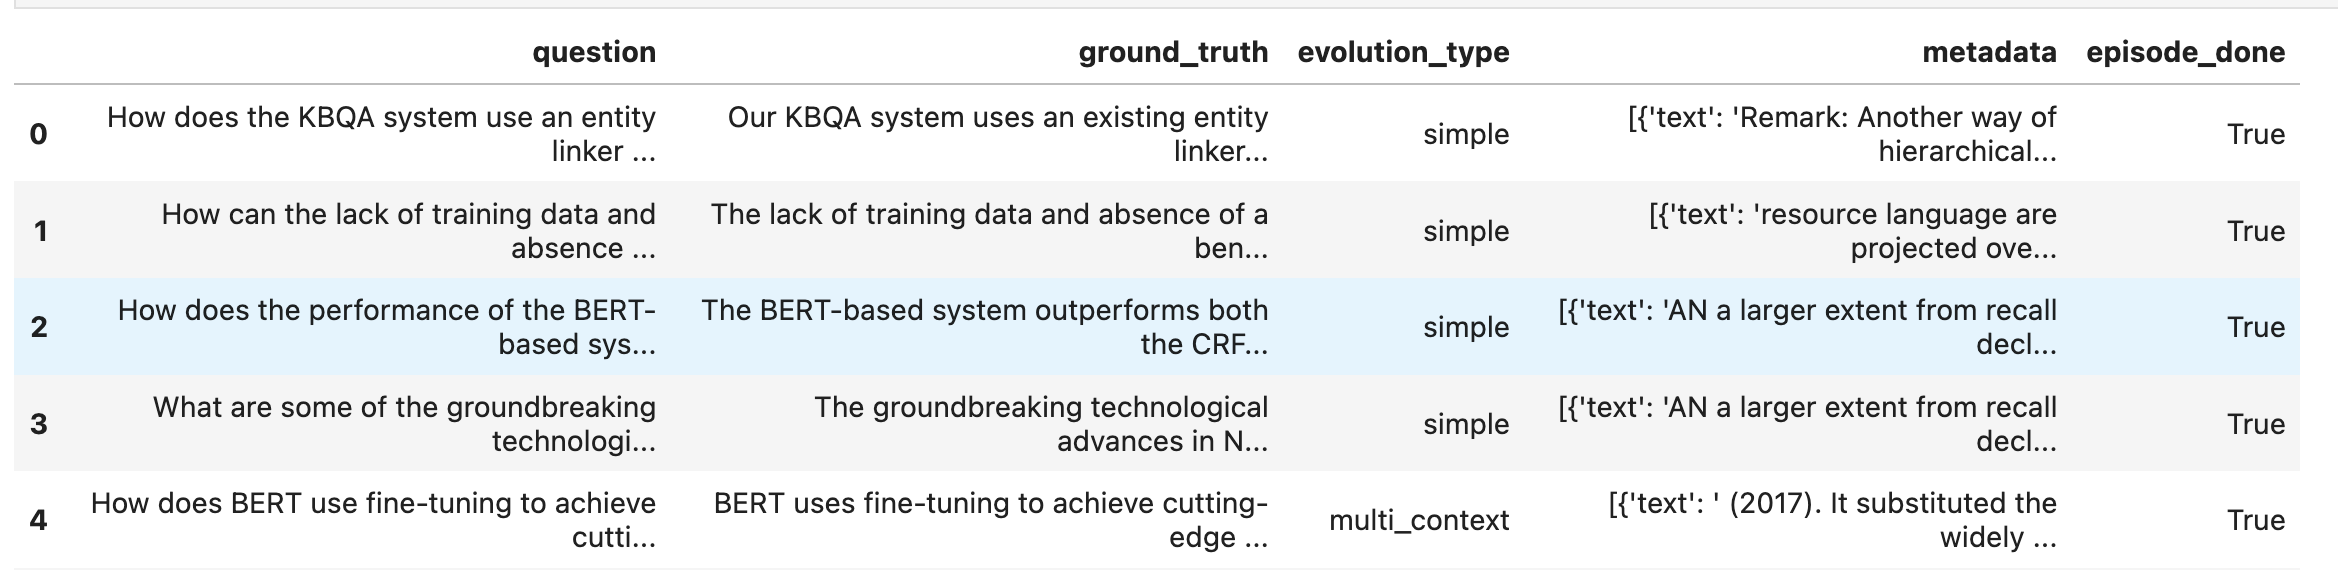 question ground_truth evolution_type metadata episode_done
0 How does the KBQA system use an entity linker ... Our KBQA system uses an existing entity linker... simple [{'text': 'Remark: Another way of hierarchical... True
1 How can the lack of training data and absence ... The lack of training data and absence of a ben... simple [{'text': 'resource language are projected ove... True
2 How does the performance of the BERT-based sys... The BERT-based system outperforms both the CRF... simple [{'text': 'AN a larger extent from recall decl... True
3 What are some of the groundbreaking technologi... The groundbreaking technological advances in N... simple [{'text': 'AN a larger extent from recall decl... True
4 How does BERT use fine-tuning to achieve cutti... BERT uses fine-tuning to achieve cutting-edge ... multi_context [{'text': ' (2017). It substituted the widely ... True